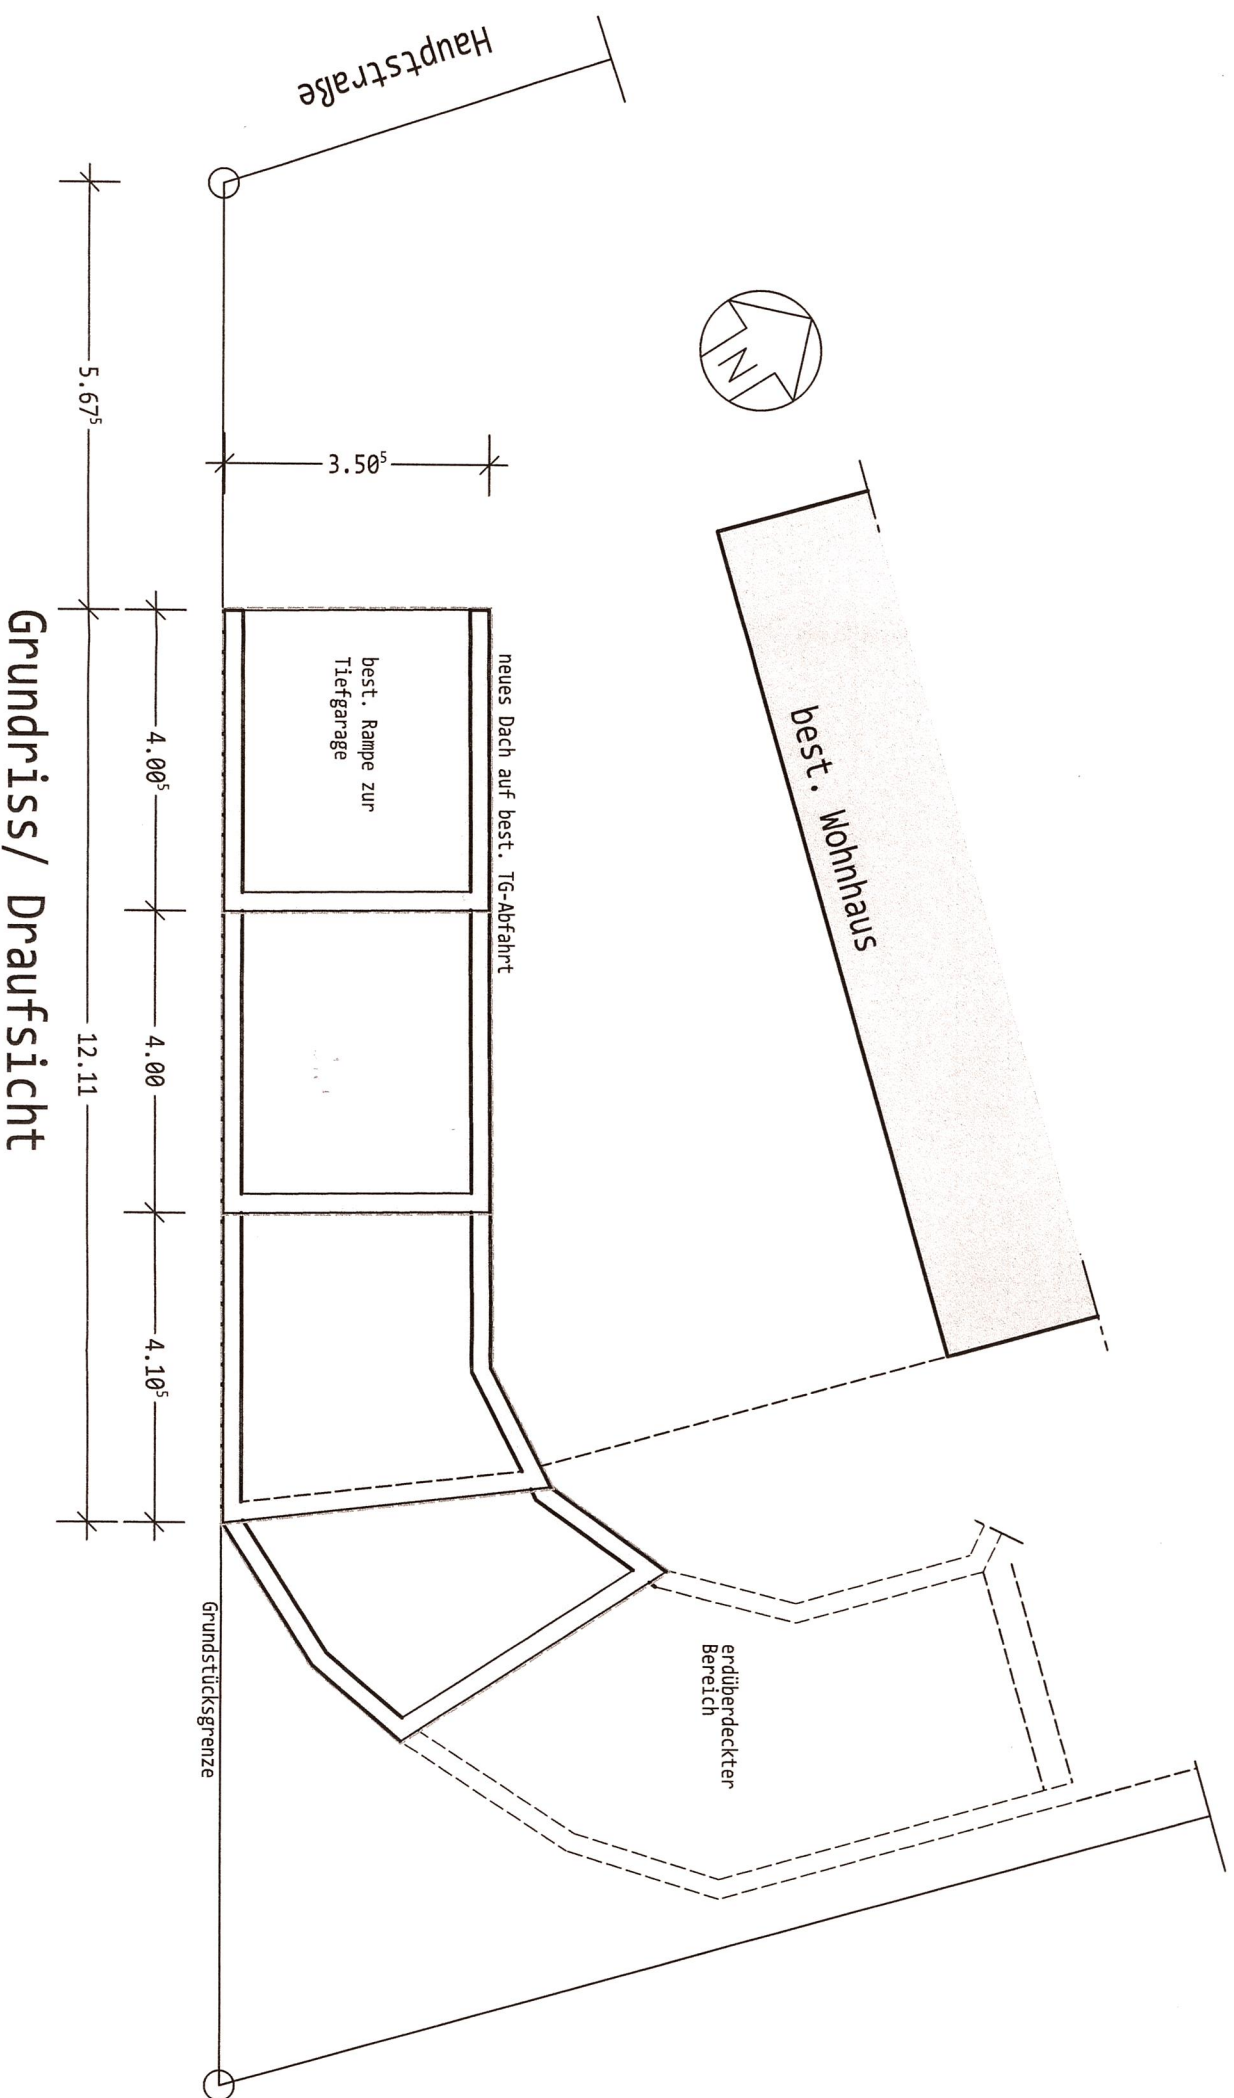 Hauptstraße
N
5.67⁵
3.50⁵
best. Wohnhaus
neues Dach auf best. TG-Abfahrt
best. Rampe zur
Tiefgarage
4.00⁵
4.00
4.10⁵
12.11
erdüberdeckter
Bereich
Grundstücksgrenze
Grundriss/ Draufsicht